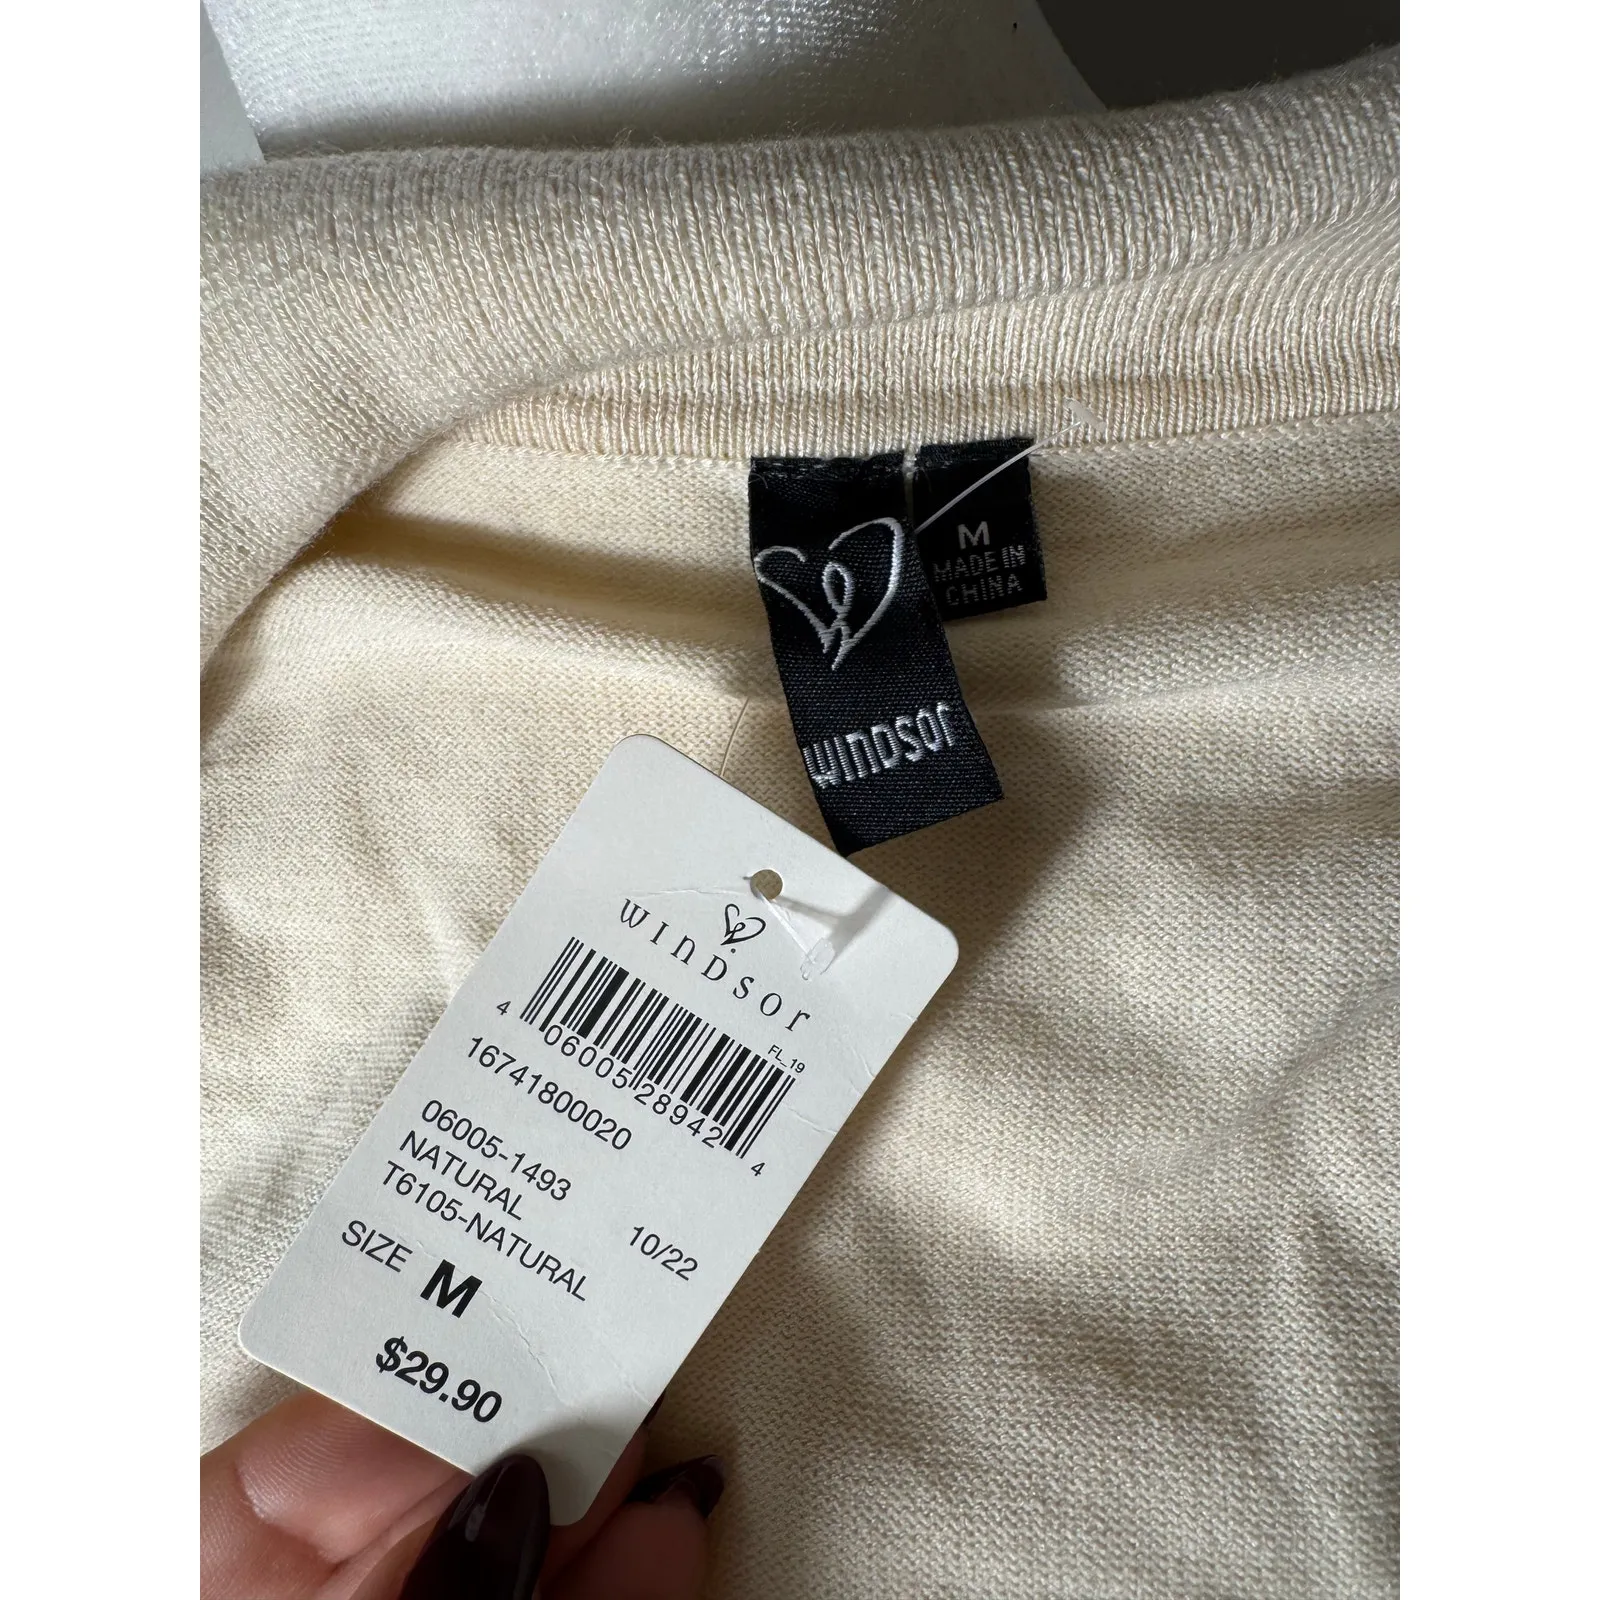 M
MADE IN
CHINA
WINDSOR
WINDSOR
FL_19
4 06005 28942 4
16741800020
06005-1493
NATURAL
T6105-NATURAL
10/22
SIZE M
$29.90